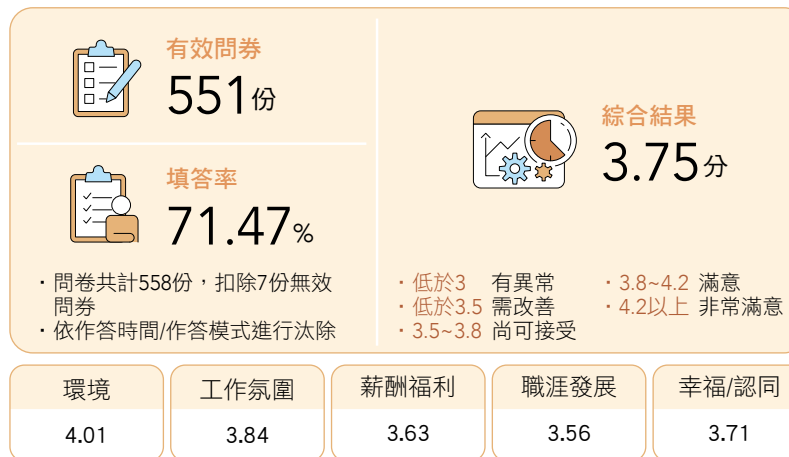 有效問券
551份
填答率
71.47%
・問卷共計558份，扣除7份無效
問券
・依作答時間/作答模式進行汰除
綜合結果
3.75分
・低於3 有異常
・低於3.5 需改善
・3.5~3.8 尚可接受
・3.8~4.2 滿意
・4.2以上 非常滿意
環境
4.01
工作氛圍
3.84
薪酬福利
3.63
職涯發展
3.56
幸福/認同
3.71